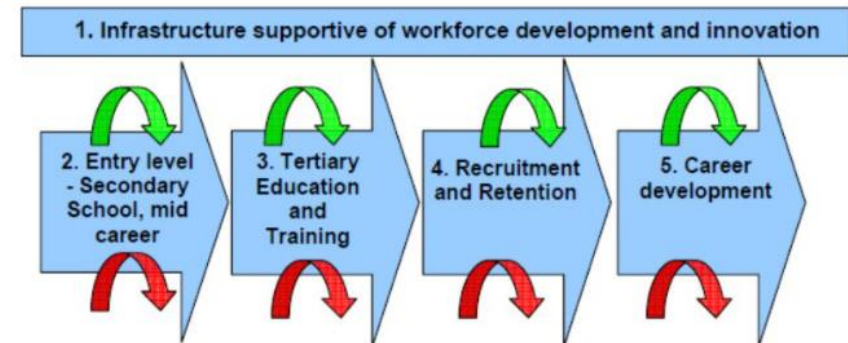 1. Infrastructure supportive of workforce development and innovation
2. Entry level
- Secondary
School, mid
career
3. Tertiary
Education
and
Training
4. Recruitment
and Retention
5. Career
development